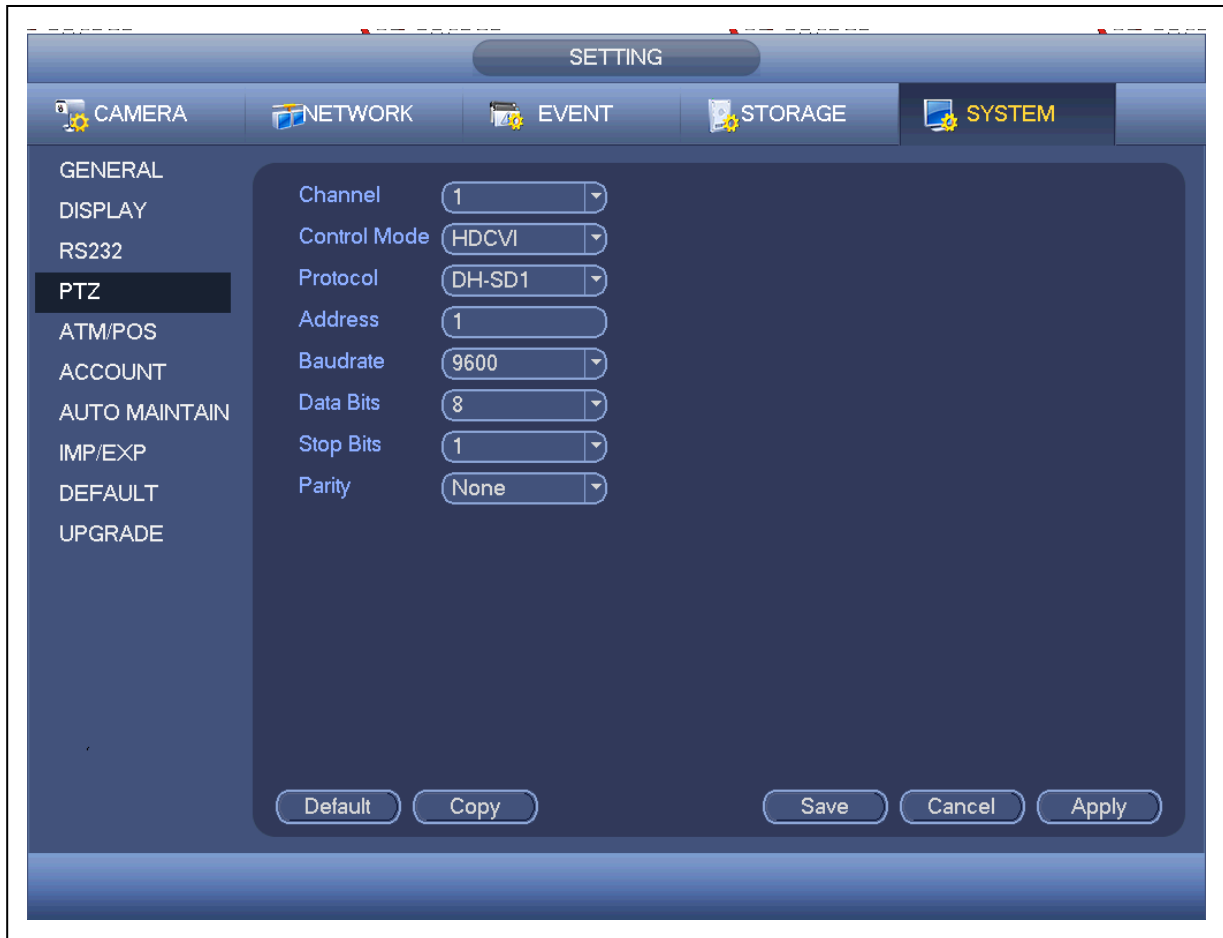 SETTING
CAMERA NETWORK EVENT STORAGE SYSTEM
GENERAL
DISPLAY
RS232
PTZ
ATM/POS
ACCOUNT
AUTO MAINTAIN
IMP/EXP
DEFAULT
UPGRADE
Channel 1
Control Mode HDCVI
Protocol DH-SD1
Address 1
Baudrate 9600
Data Bits 8
Stop Bits 1
Parity None
Default Copy Save Cancel Apply